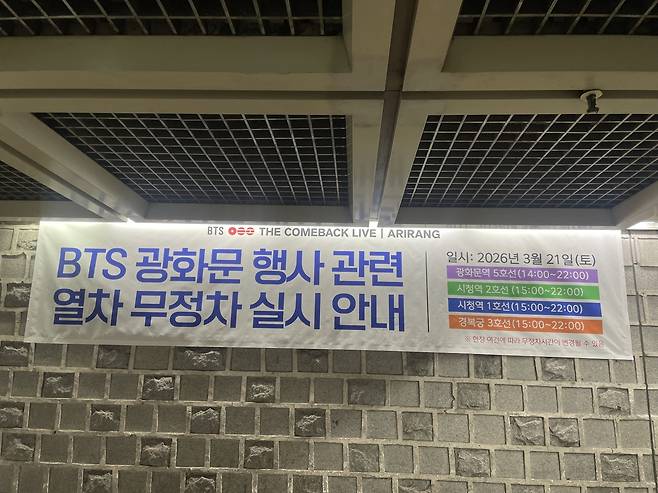 BTS THE COMEBACK LIVE | ARIRANG
BTS 광화문 행사 관련
열차 무정차 실시 안내
일시: 2026년 3월 21일(토)
광화문역 5호선(14:00~22:00)
시청역 2호선(15:00~22:00)
시청역 1호선(15:00~22:00)
경복궁 3호선(15:00~22:00)
※ 현장 여건에 따라 무정차시간이 변경될 수 있음